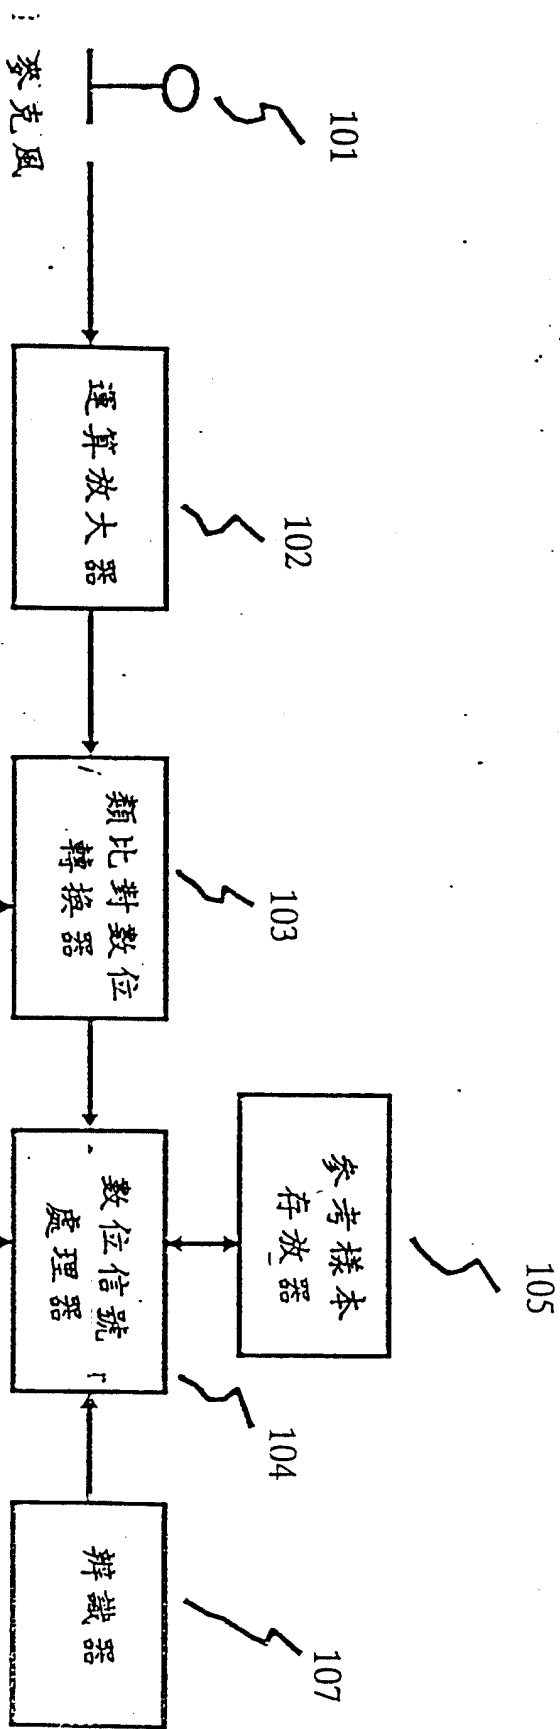 101
麥克風
102
運算放大器
103
類比對數位
轉換器
105
參考樣本
存放器
104
數位信號
處理器
107
辨識器